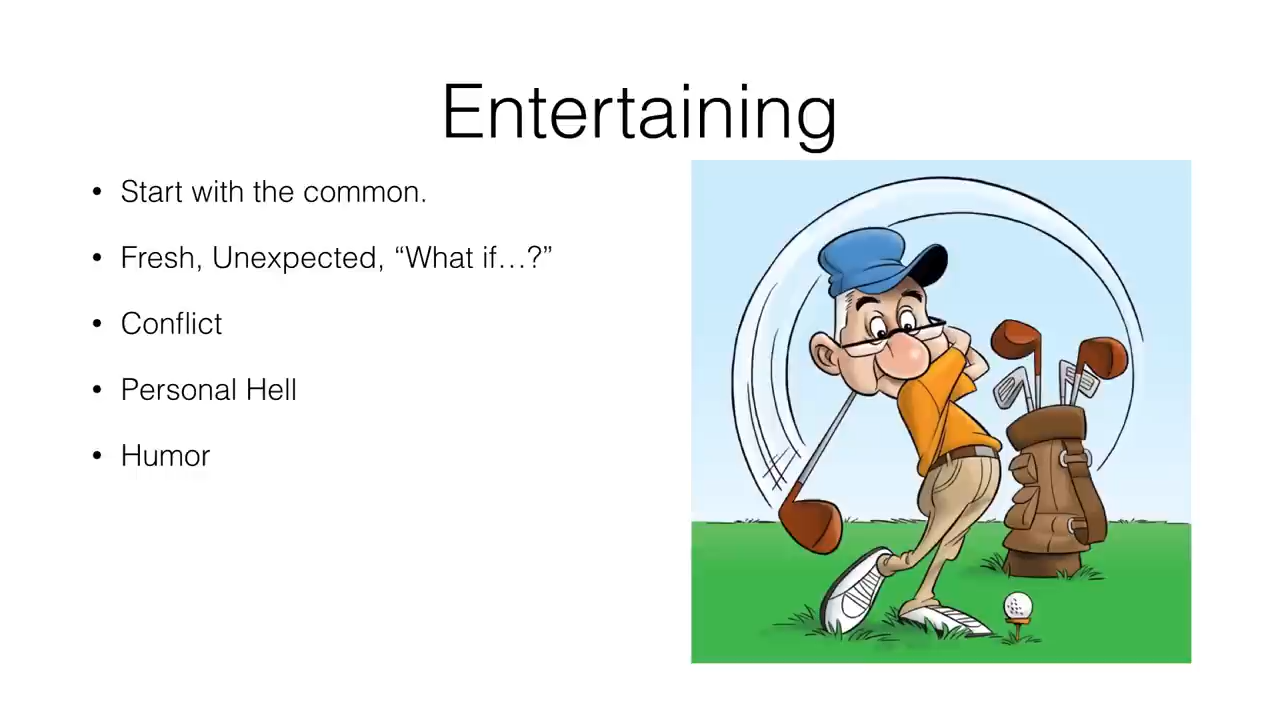 Entertaining
• Start with the common.
• Fresh, Unexpected, “What if…?”
• Conflict
• Personal Hell
• Humor